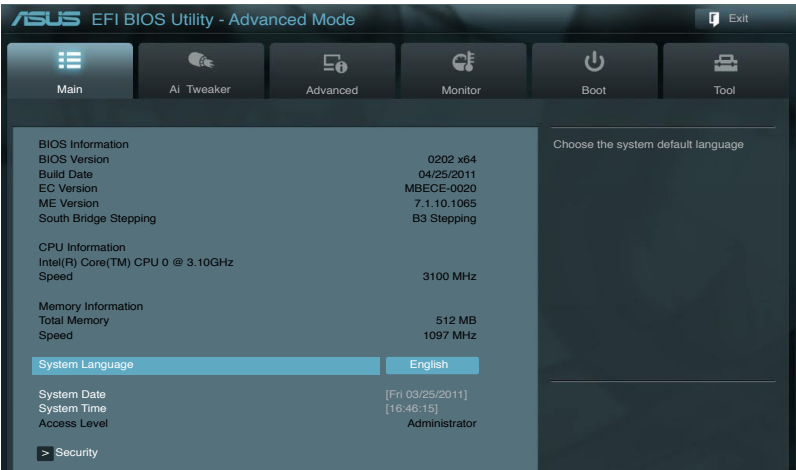 ASUS EFI BIOS Utility - Advanced Mode
Exit
Main
Ai Tweaker
Advanced
Monitor
Boot
Tool
BIOS Information
BIOS Version 0202 x64
Build Date 04/25/2011
EC Version MBECE-0020
ME Version 7.1.10.1065
South Bridge Stepping B3 Stepping
CPU Information
Intel(R) Core(TM) CPU 0 @ 3.10GHz
Speed 3100 MHz
Memory Information
Total Memory 512 MB
Speed 1097 MHz
System Language English
System Date [Fri 03/25/2011]
System Time [16:46:15]
Access Level Administrator
> Security
Choose the system default language